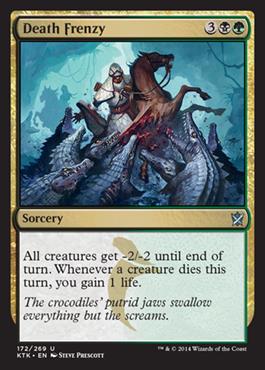 Death Frenzy 3
Sorcery
All creatures get -2/-2 until end of
turn. Whenever a creature dies this
turn, you gain 1 life.
The crocodiles' putrid jaws swallow
everything but the screams.
172/269 U
KTK • EN STEVE PRESCOTT
™ & © 2014 Wizards of the Coast